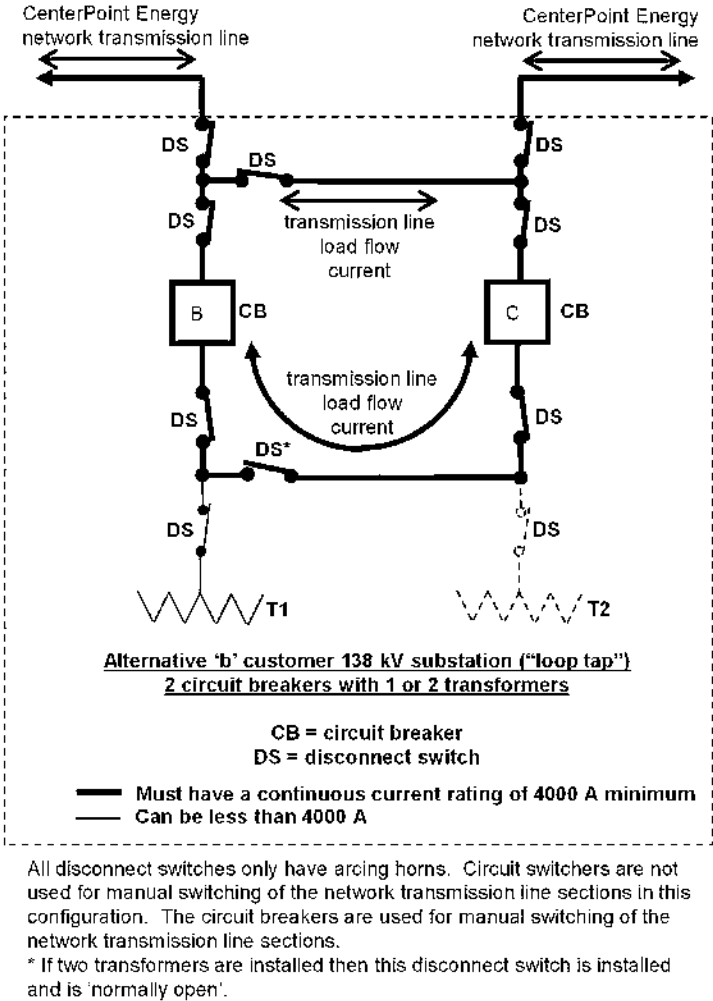 CenterPoint Energy
network transmission line
CenterPoint Energy
network transmission line
DS
DS
DS
DS
DS
transmission line
load flow
current
B
CB
C
CB
transmission line
load flow
current
DS
DS
DS*
DS
DS
T1
T2
Alternative ‘b’ customer 138 kV substation (“loop tap”)
2 circuit breakers with 1 or 2 transformers
CB = circuit breaker
DS = disconnect switch
Must have a continuous current rating of 4000 A minimum
Can be less than 4000 A
All disconnect switches only have arcing horns. Circuit switchers are not
used for manual switching of the network transmission line sections in this
configuration. The circuit breakers are used for manual switching of the
network transmission line sections.
* If two transformers are installed then this disconnect switch is installed
and is ‘normally open’.